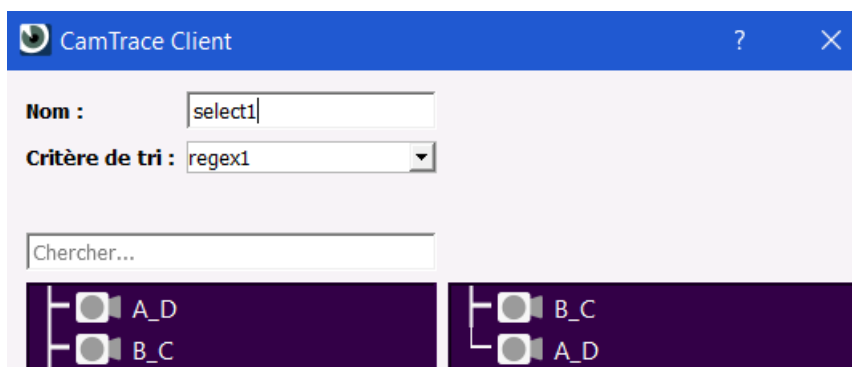 CamTrace Client ?
Nom : select1
Critère de tri : regex1
Chercher...
A_D B_C
B_C A_D